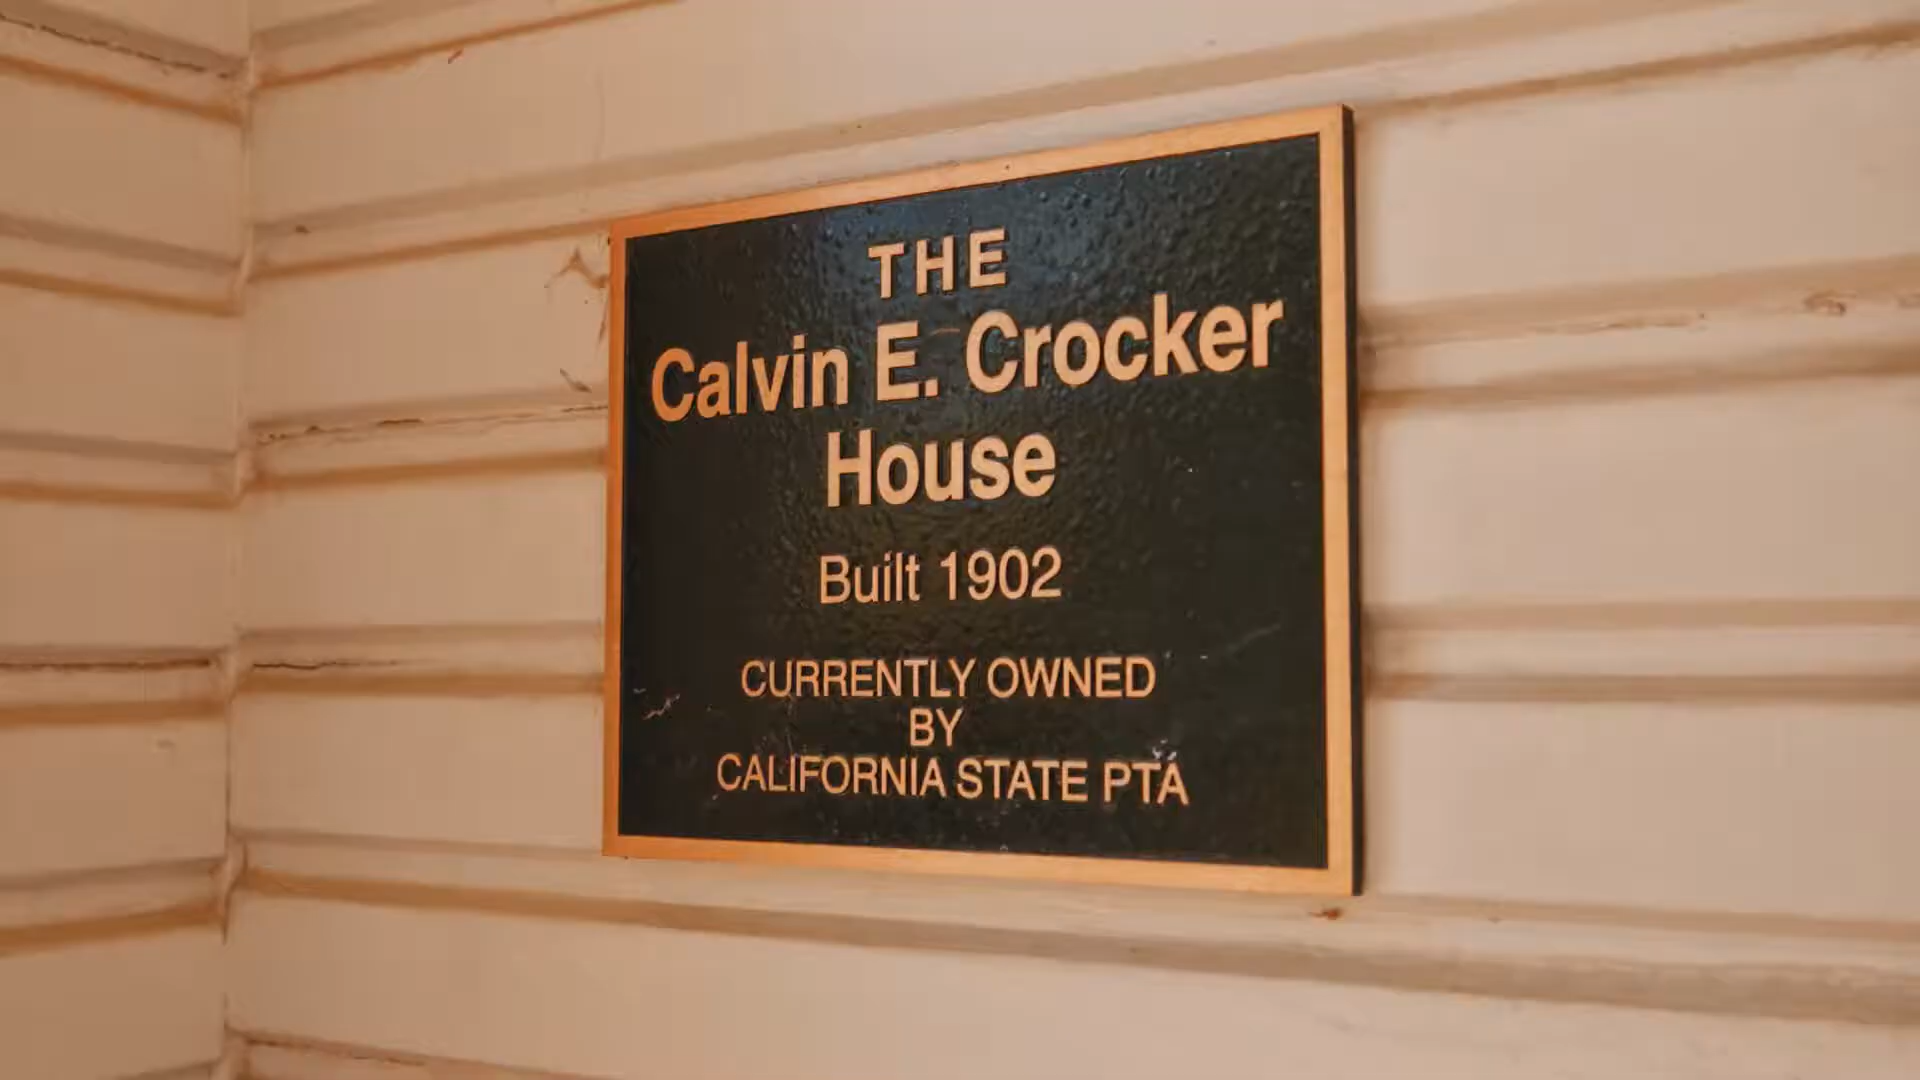 THE
Calvin E. Crocker
House
Built 1902
CURRENTLY OWNED
BY
CALIFORNIA STATE PTA